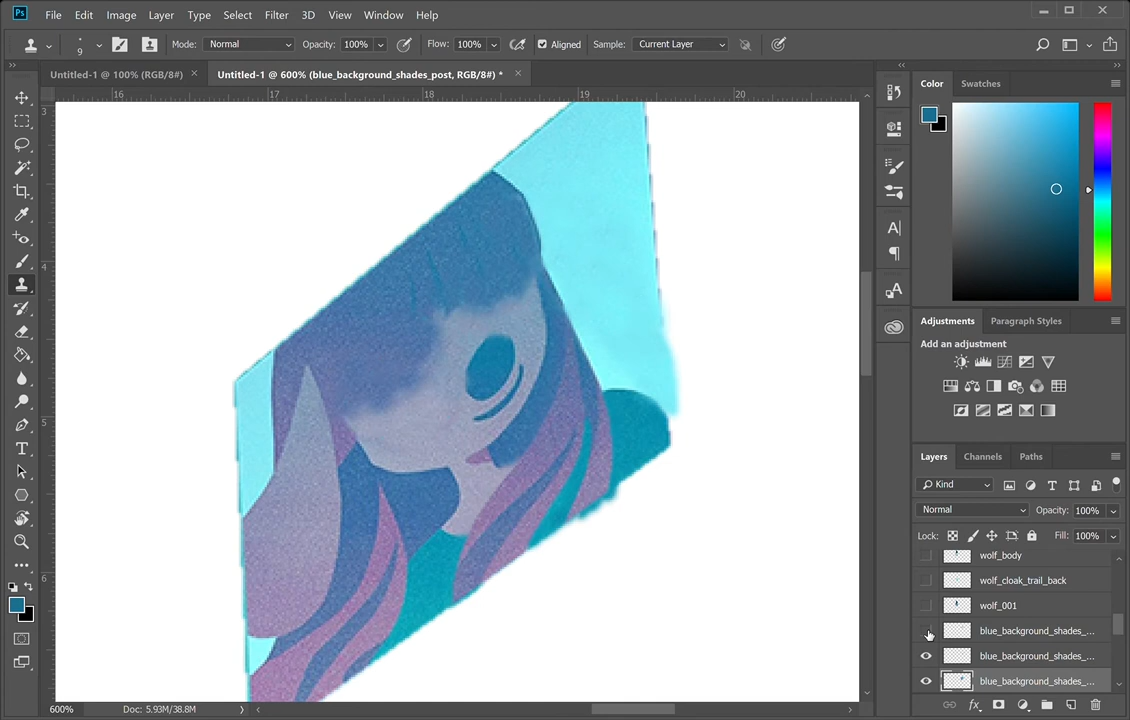 Ps File Edit Image Layer Type Select Filter 3D View Window Help
9 Mode: Normal Opacity: 100% Flow: 100% Aligned Sample: Current Layer
Untitled-1 @ 100% (RGB/8#) × Untitled-1 @ 600% (blue_background_shades_post, RGB/8#) * ×
16 17 18 19 20
3
4
5
6
Color Swatches
Adjustments Paragraph Styles
Add an adjustment
Layers Channels Paths
Kind
Normal Opacity: 100%
Lock: Fill: 100%
wolf_body
wolf_cloak_trail_back
wolf_001
blue_background_shades_...
blue_background_shades_...
blue_background_shades_...
600% Doc: 5.93M/38.8M